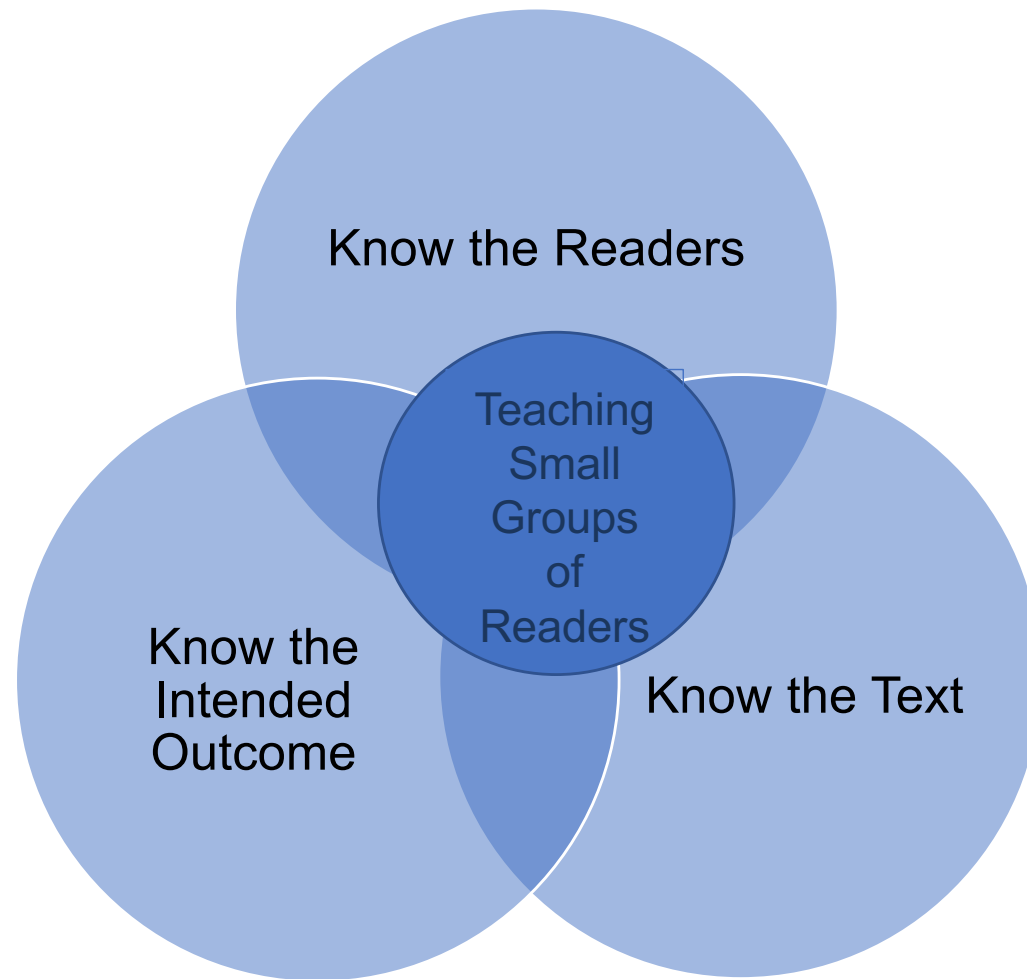 Know the Readers
Teaching
Small
Groups
of
Readers
Know the
Intended
Outcome
Know the Text